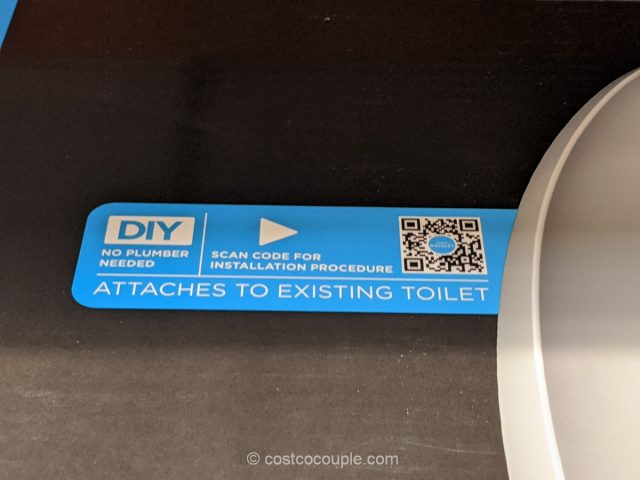 DIY
NO PLUMBER
NEEDED
SCAN CODE FOR
INSTALLATION PROCEDURE
ATTACHES TO EXISTING TOILET
© costcocouple.com